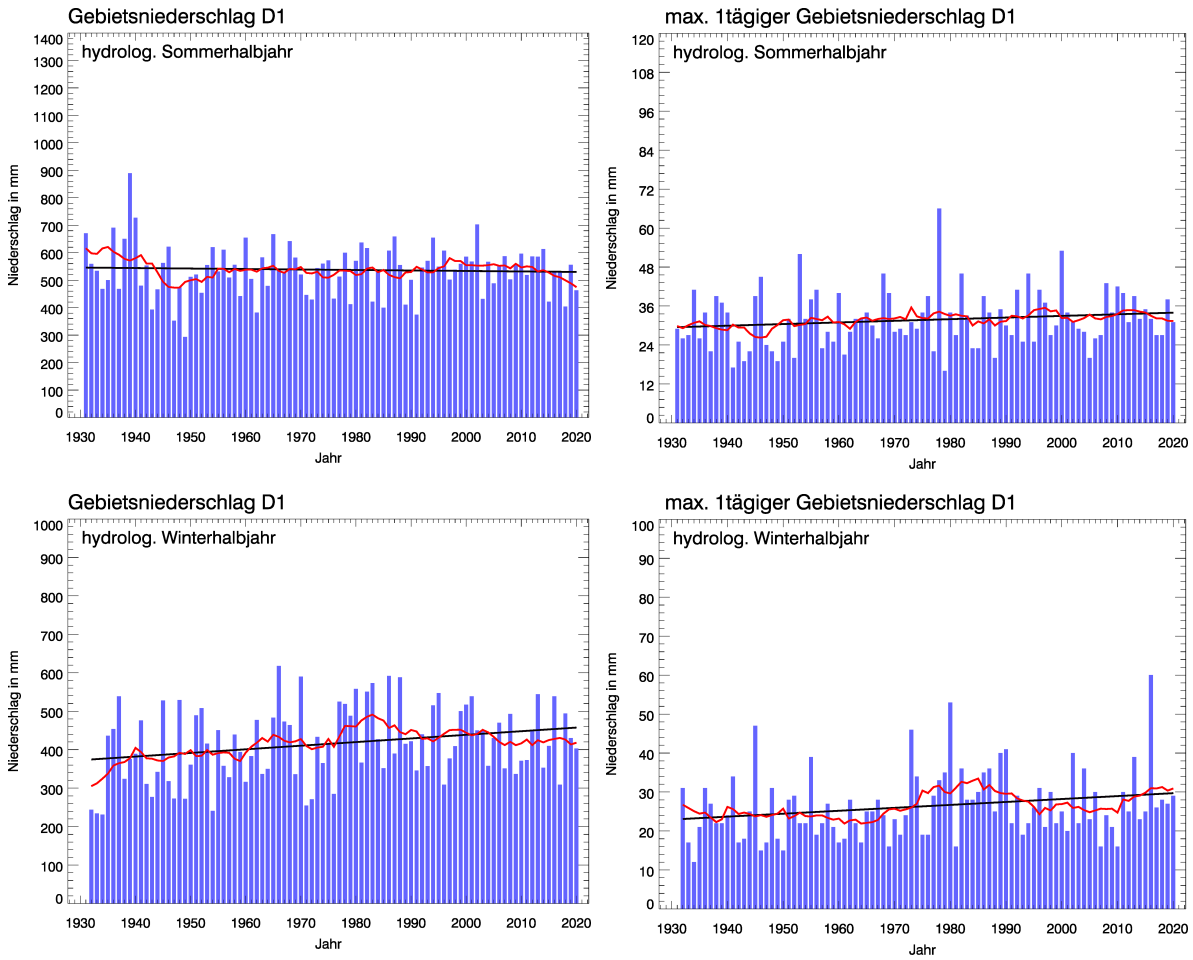 Gebietsniederschlag D1
hydrolog. Sommerhalbjahr
Niederschlag in mm
1400
1300
1200
1100
1000
900
800
700
600
500
400
300
200
100
0
1930 1940 1950 1960 1970 1980 1990 2000 2010 2020
Jahr
max. 1tägiger Gebietsniederschlag D1
hydrolog. Sommerhalbjahr
Niederschlag in mm
120
108
96
84
72
60
48
36
24
12
0
1930 1940 1950 1960 1970 1980 1990 2000 2010 2020
Jahr
Gebietsniederschlag D1
hydrolog. Winterhalbjahr
Niederschlag in mm
1000
900
800
700
600
500
400
300
200
100
0
1930 1940 1950 1960 1970 1980 1990 2000 2010 2020
Jahr
max. 1tägiger Gebietsniederschlag D1
hydrolog. Winterhalbjahr
Niederschlag in mm
100
90
80
70
60
50
40
30
20
10
0
1930 1940 1950 1960 1970 1980 1990 2000 2010 2020
Jahr